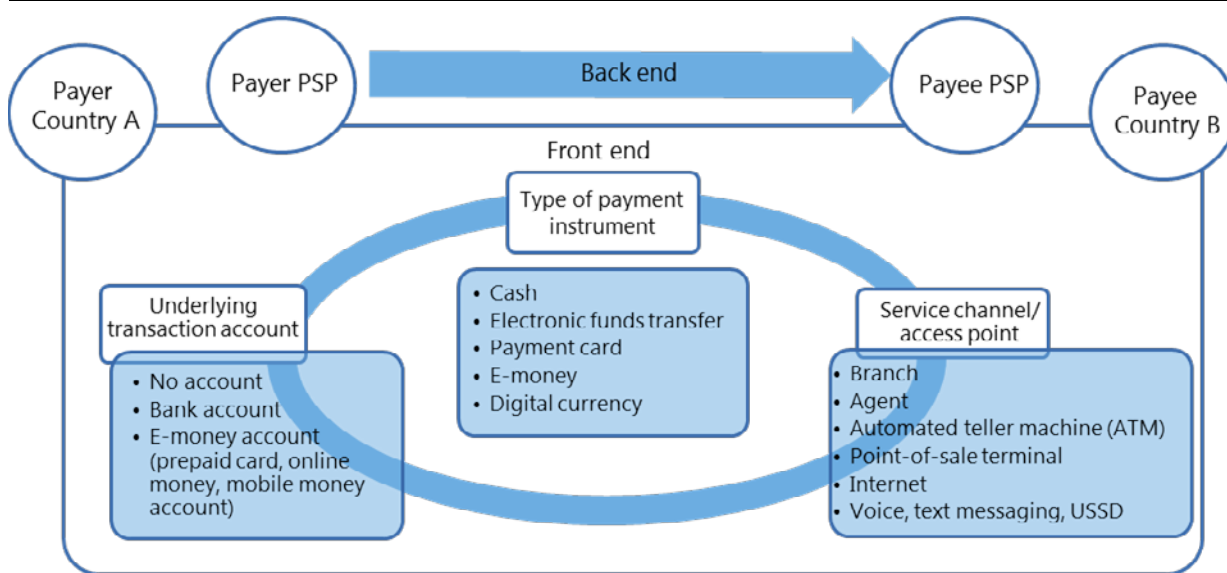 Payer
Country A
Payer PSP
Back end
Payee PSP
Payee
Country B
Front end
Type of payment
instrument
• Cash
• Electronic funds transfer
• Payment card
• E-money
• Digital currency
Underlying
transaction account
• No account
• Bank account
• E-money account
(prepaid card, online
money, mobile money
account)
Service channel/
access point
• Branch
• Agent
• Automated teller machine (ATM)
• Point-of-sale terminal
• Internet
• Voice, text messaging, USSD